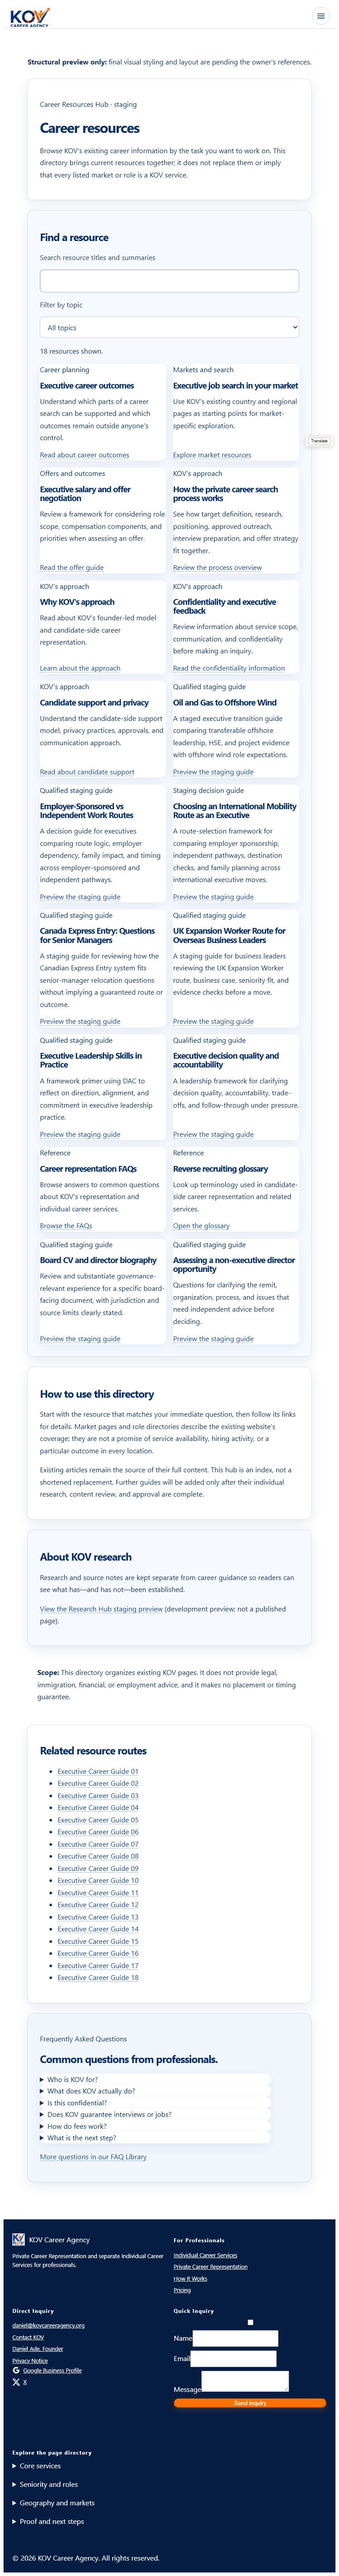 KOV
CAREER AGENCY
Structural preview only: final visual styling and layout are pending the owner's references.
Career Resources Hub · staging
Career resources
Browse KOV's existing career information by the task you want to work on. This
directory brings current resources together; it does not replace them or imply
that every listed market or role is a KOV service.
Find a resource
Search resource titles and summaries
Filter by topic
All topics
18 resources shown.
Career planning
Executive career outcomes
Understand which parts of a career
search can be supported and which
outcomes remain outside anyone's
control.
Read about career outcomes
Markets and search
Executive job search in your market
Use KOV's existing country and regional
pages as starting points for market-
specific exploration.
Explore market resources
Translate
Offers and outcomes
Executive salary and offer
negotiation
Review a framework for considering role
scope, compensation components, and
priorities when assessing an offer.
Read the offer guide
KOV's approach
How the private career search
process works
See how target definition, research,
positioning, approved outreach,
interview preparation, and offer strategy
fit together.
Review the process overview
KOV's approach
Why KOV's approach
Read about KOV's founder-led model
and candidate-side career
representation.
Learn about the approach
KOV's approach
Confidentiality and executive
feedback
Review information about service scope,
communication, and confidentiality
before making an inquiry.
Read the confidentiality information
KOV's approach
Candidate support and privacy
Understand the candidate-side support
model, privacy practices, approvals, and
communication approach.
Read about candidate support
Qualified staging guide
Oil and Gas to Offshore Wind
A staged executive transition guide
comparing transferable offshore
leadership, HSE, and project evidence
with offshore wind role expectations.
Preview the staging guide
Qualified staging guide
Employer-Sponsored vs
Independent Work Routes
A decision guide for executives
comparing route logic, employer
dependency, family impact, and timing
across employer-sponsored and
independent pathways.
Preview the staging guide
Staging decision guide
Choosing an International Mobility
Route as an Executive
A route-selection framework for
comparing employer sponsorship,
independent pathways, destination
checks, and family planning across
international executive moves.
Preview the staging guide
Qualified staging guide
Canada Express Entry: Questions
for Senior Managers
A staging guide for reviewing how the
Canadian Express Entry system fits
senior-manager relocation questions
without implying a guaranteed route or
outcome.
Preview the staging guide
Qualified staging guide
UK Expansion Worker Route for
Overseas Business Leaders
A staging guide for business leaders
reviewing the UK Expansion Worker
route, business case, seniority fit, and
evidence checks before a move.
Preview the staging guide
Qualified staging guide
Executive Leadership Skills in
Practice
A framework primer using DAC to
reflect on direction, alignment, and
commitment in executive leadership
practice.
Preview the staging guide
Qualified staging guide
Executive decision quality and
accountability
A leadership framework for clarifying
decision quality, accountability, trade-
offs, and follow-through under pressure.
Preview the staging guide
Reference
Career representation FAQs
Browse answers to common questions
about KOV's representation and
individual career services.
Browse the FAQs
Reference
Reverse recruiting glossary
Look up terminology used in candidate-
side career representation and related
services.
Open the glossary
Qualified staging guide
Board CV and director biography
Review and substantiate governance-
relevant experience for a specific board-
facing document, with jurisdiction and
source limits clearly stated.
Preview the staging guide
Qualified staging guide
Assessing a non-executive director
opportunity
Questions for clarifying the remit,
organization, process, and issues that
need independent advice before
deciding.
Preview the staging guide
How to use this directory
Start with the resource that matches your immediate question, then follow its links
for details. Market pages and role directories describe the existing website's
coverage; they are not a promise of service availability, hiring activity, or a
particular outcome in every location.
Existing articles remain the source of their full content. This hub is an index, not a
shortened replacement. Further guides will be added only after their individual
research, content review, and approval are complete.
About KOV research
Research and source notes are kept separate from career guidance so readers can
see what has—and has not—been established.
View the Research Hub staging preview (development preview; not a published
page).
Scope: This directory organizes existing KOV pages. It does not provide legal,
immigration, financial, or employment advice, and it makes no placement or timing
guarantee.
Related resource routes
Executive Career Guide 01
Executive Career Guide 02
Executive Career Guide 03
Executive Career Guide 04
Executive Career Guide 05
Executive Career Guide 06
Executive Career Guide 07
Executive Career Guide 08
Executive Career Guide 09
Executive Career Guide 10
Executive Career Guide 11
Executive Career Guide 12
Executive Career Guide 13
Executive Career Guide 14
Executive Career Guide 15
Executive Career Guide 16
Executive Career Guide 17
Executive Career Guide 18
Frequently Asked Questions
Common questions from professionals.
Who is KOV for?
What does KOV actually do?
Is this confidential?
Does KOV guarantee interviews or jobs?
How do fees work?
What is the next step?
More questions in our FAQ Library
KOV Career Agency
Private Career Representation and separate Individual Career
Services for professionals.
For Professionals
Individual Career Services
Private Career Representation
How It Works
Pricing
Direct Inquiry
daniel@kovcareeragency.org
Contact KOV
Daniel Ade, Founder
Privacy Notice
Google Business Profile
X
Quick Inquiry
Name
Email
Message
Send inquiry
Explore the page directory
Core services
Seniority and roles
Geography and markets
Proof and next steps
© 2026 KOV Career Agency. All rights reserved.